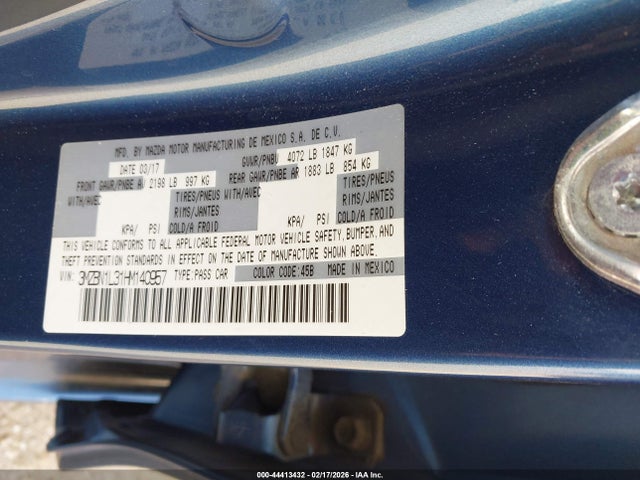 MFG. BY MAZDA MOTOR MANUFACTURING DE MEXICO S.A. DE C.V.
DATE 03/17 GVWR/PNBV 4072 LB 1847 KG
FRONT GAWR/PNBE AV 2198 LB 997 KG REAR GAWR/PNBE AR 1883 LB 854 KG
WITH/AVEC TIRES/PNEUS WITH/AVEC TIRES/PNEUS
RIMS/JANTES RIMS/JANTES
KPA/ PSI COLD/A FROID KPA/ PSI COLD/A FROID
THIS VEHICLE CONFORMS TO ALL APPLICABLE FEDERAL MOTOR VEHICLE SAFETY, BUMPER, AND
THEFT PREVENTION STANDARDS IN EFFECT ON THE DATE OF MANUFACTURE SHOWN ABOVE.
VIN: 3MZBN1L31HM140957 TYPE:PASS CAR COLOR CODE:45B MADE IN MEXICO
000-44413432 - 02/17/2026 - IAA Inc.